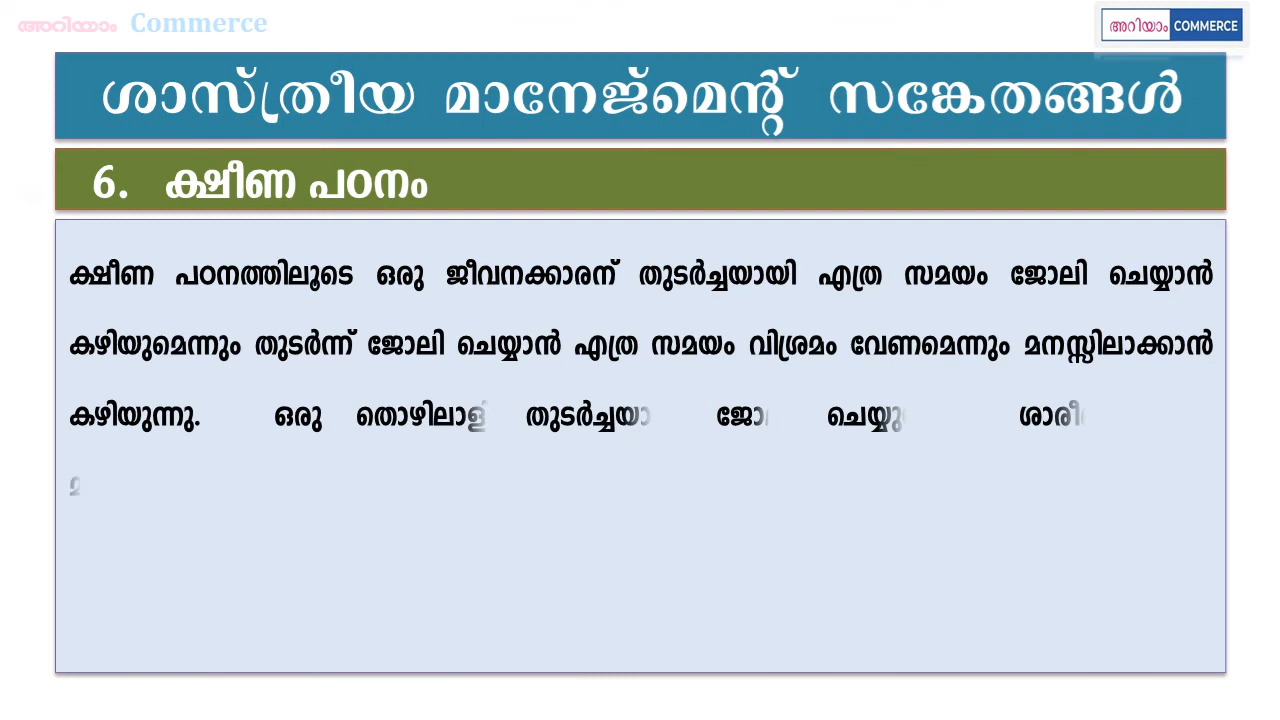 അറിയാം Commerce
അറിയാം COMMERCE
ശാസ്ത്രീയ മാനേജ്മെന്റ് സങ്കേതങ്ങൾ
6. ക്ഷീണ പഠനം
ക്ഷീണ പഠനത്തിലൂടെ ഒരു ജീവനക്കാരന് തുടർച്ചയായി എത്ര സമയം ജോലി ചെയ്യാൻ
കഴിയുമെന്നും തുടർന്ന് ജോലി ചെയ്യാൻ എത്ര സമയം വിശ്രമം വേണമെന്നും മനസ്സിലാക്കാൻ
കഴിയുന്നു. ഒരു